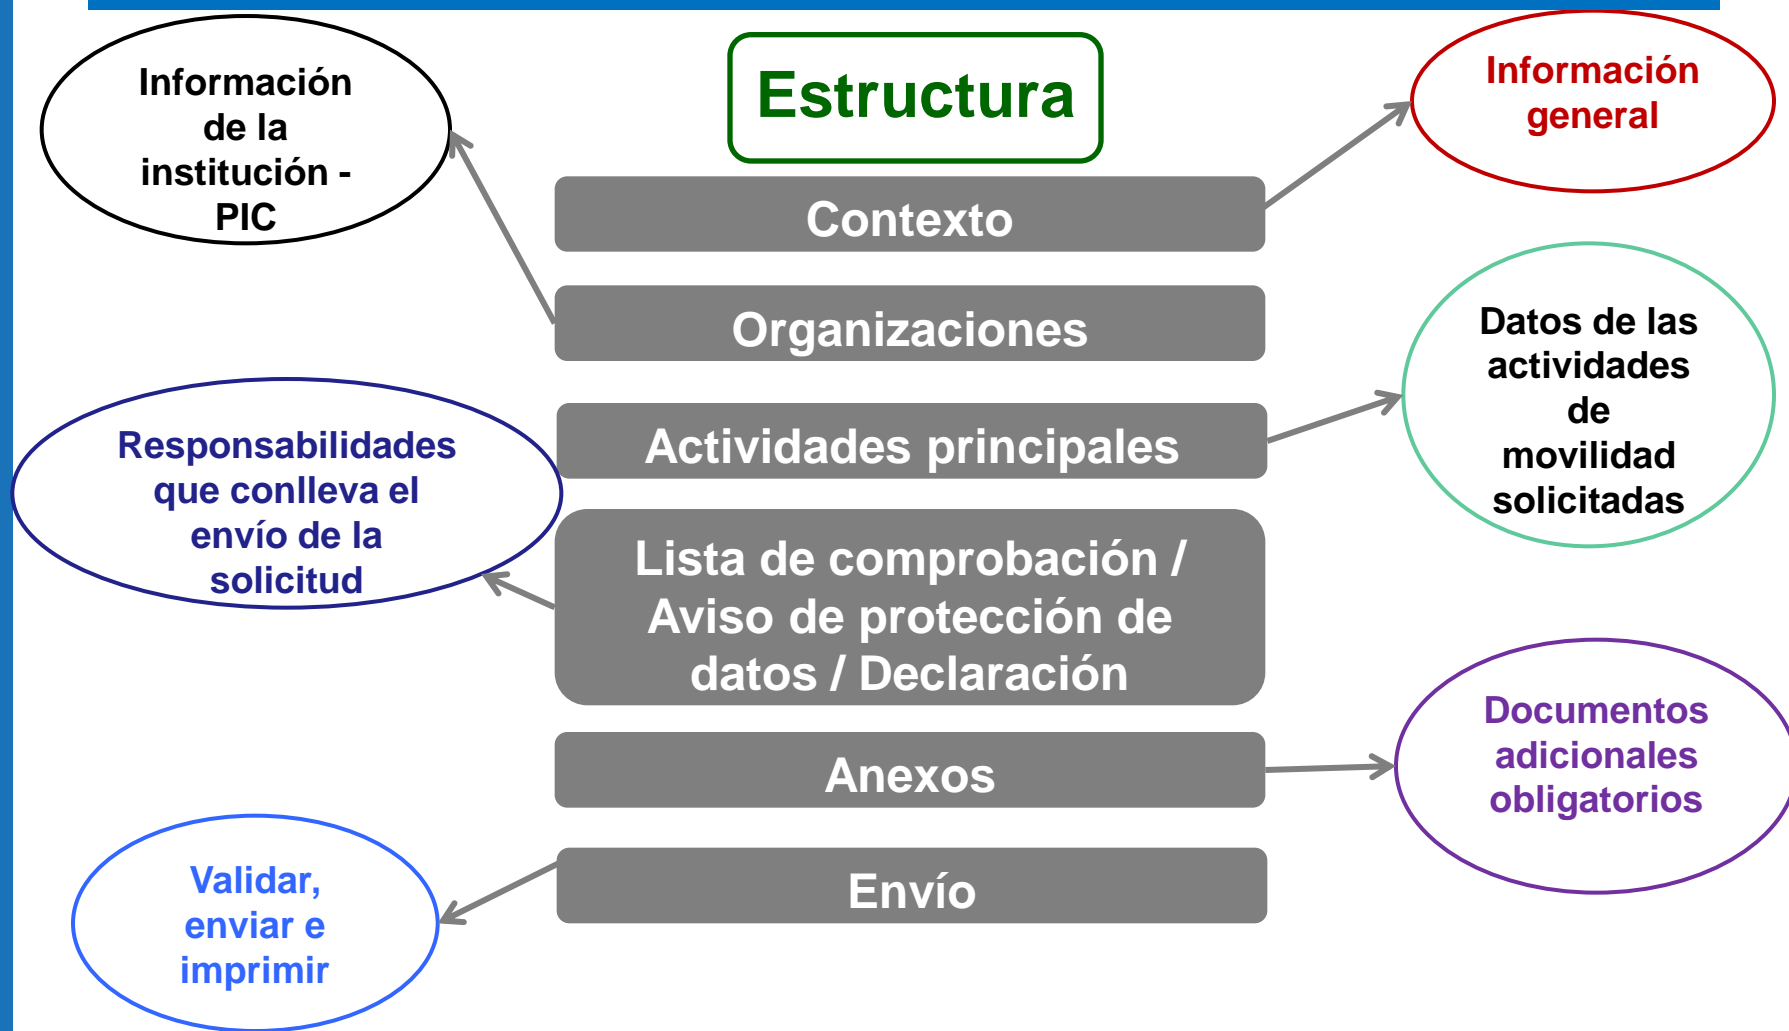 Estructura
Información
de la
institución -
PIC
Información
general
Contexto
Organizaciones
Datos de las
actividades
de
movilidad
solicitadas
Actividades principales
Responsabilidades
que conlleva el
envío de la
solicitud
Lista de comprobación /
Aviso de protección de
datos / Declaración
Anexos
Documentos
adicionales
obligatorios
Envío
Validar,
enviar e
imprimir